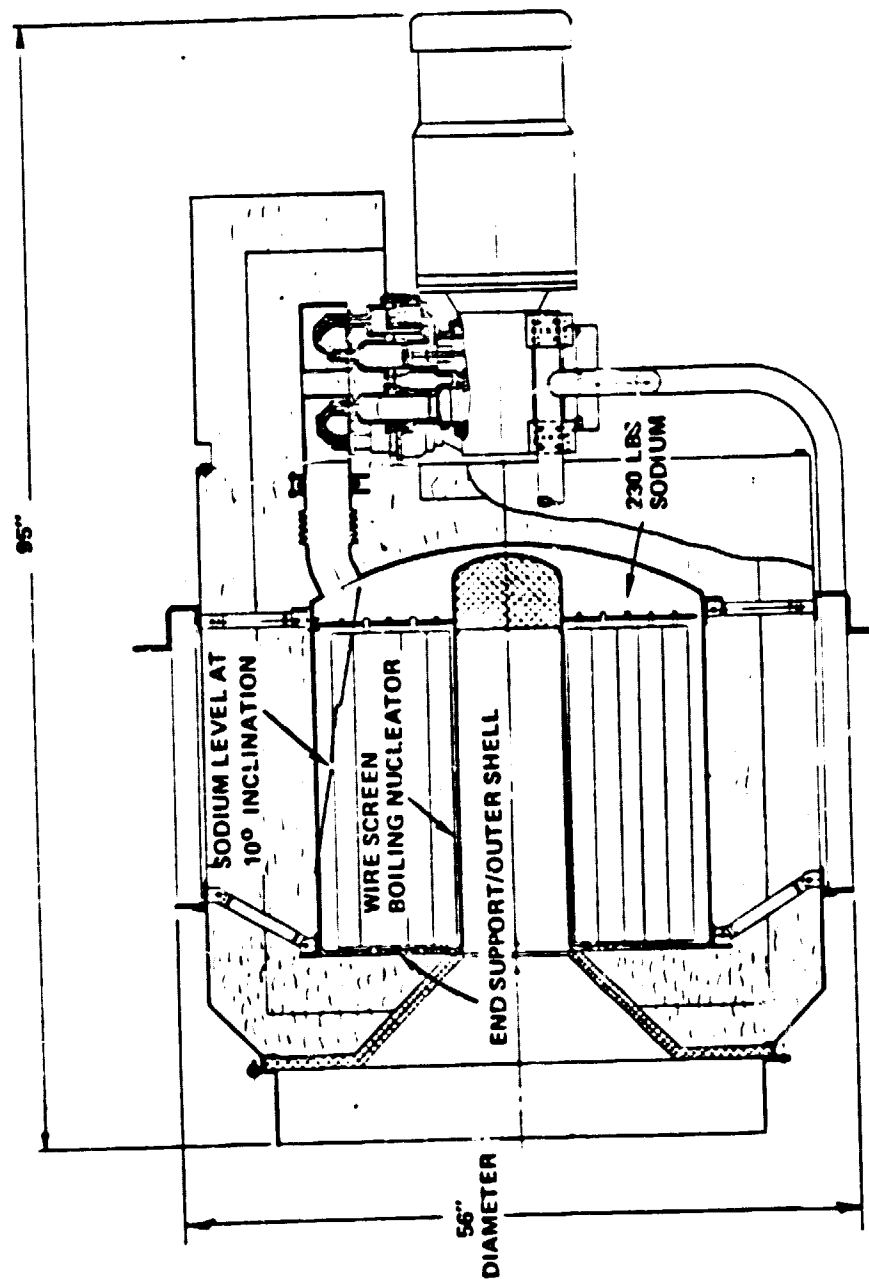 95"
SODIUM LEVEL AT
10° INCLINATION
WIRE SCREEN
BOILING NUCLEATOR
END SUPPORT/OUTER SHELL
230 LBS
SODIUM
56"
DIAMETER